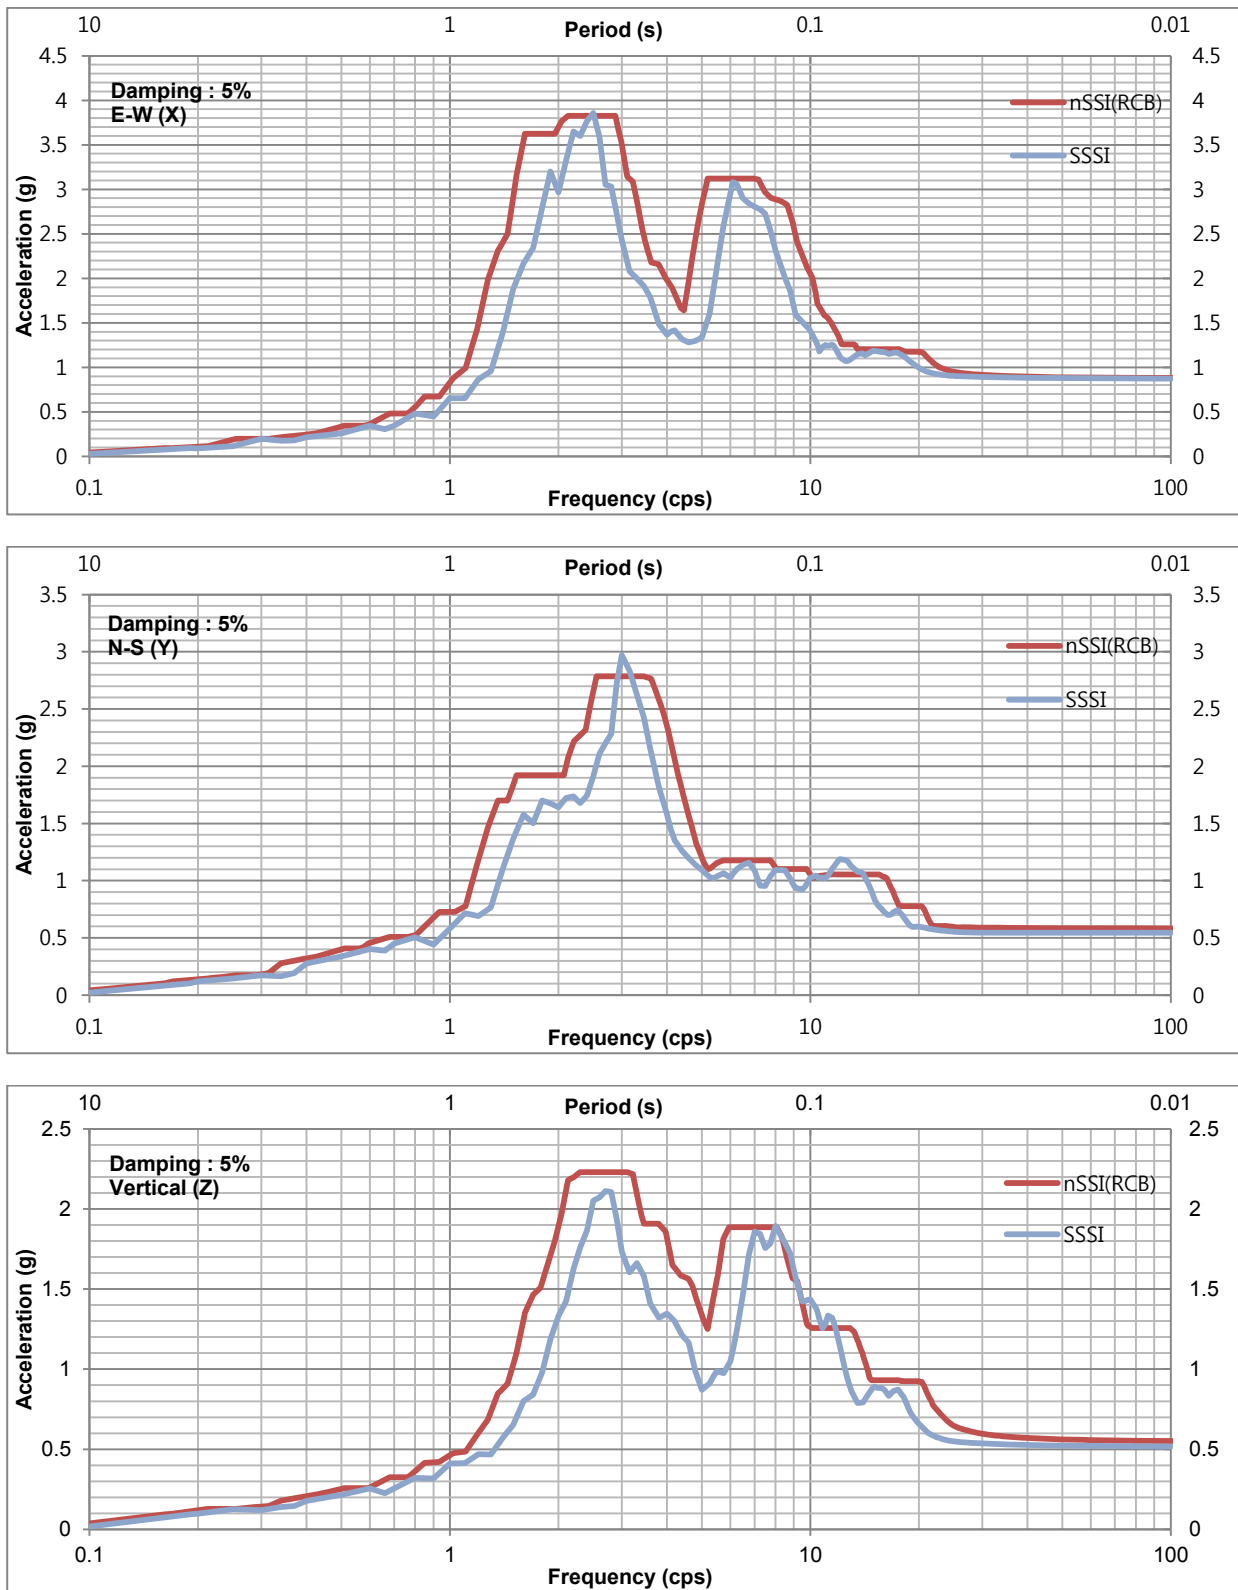 10 1 Period (s) 0.1 0.01
4.5 4.5
Damping : 5%
E-W (X)
4 nSSI(RCB) 4
3.5 SSSI 3.5
3 3
2.5 2.5
2 2
1.5 1.5
1 1
0.5 0.5
0 0
Acceleration (g)
0.1 1 Frequency (cps) 10 100
10 1 Period (s) 0.1 0.01
3.5 3.5
Damping : 5%
N-S (Y)
3 nSSI(RCB) 3
2.5 SSSI 2.5
2 2
1.5 1.5
1 1
0.5 0.5
0 0
Acceleration (g)
0.1 1 Frequency (cps) 10 100
10 1 Period (s) 0.1 0.01
2.5 2.5
Damping : 5%
Vertical (Z)
nSSI(RCB)
2 2
SSSI
1.5 1.5
1 1
0.5 0.5
0 0
Acceleration (g)
0.1 1 Frequency (cps) 10 100